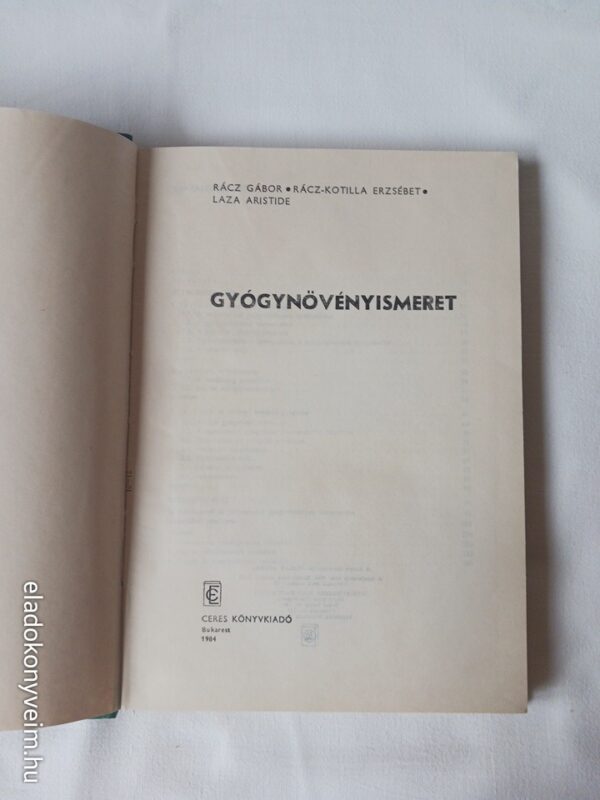 RÁCZ GÁBOR • RÁCZ-KOTILLA ERZSÉBET •
LAZA ARISTIDE
GYÓGYNÖVÉNYISMERET
CERES KÖNYVKIADÓ
Bukarest
1984
eladokonyveim.hu